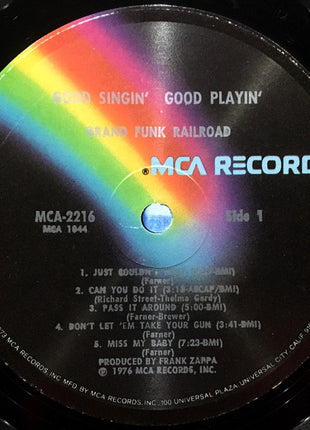 GOOD SINGIN' GOOD PLAYIN'
GRAND FUNK RAILROAD
®MCA RECORD
MCA-2216
MCA 1844
Side 1
1. JUST COULDN'T
(Farner)
2. CAN YOU DO IT (3:18-ASCAP/BMI)
(Richard Street-Thelma Gordy)
3. PASS IT AROUND (5:00-BMI)
(Farner-Brewer)
4. DON'T LET 'EM TAKE YOUR GUN (3:41-BMI)
(Farner)
5. MISS MY BABY (7:23-BMI)
(Farner)
PRODUCED BY FRANK ZAPPA
Ⓟ 1976 MCA RECORDS, INC.
MCA RECORDS, INC. MFG BY MCA RECORDS, INC. 100 UNIVERSAL PLAZA, UNIVERSAL CITY, CALIF.